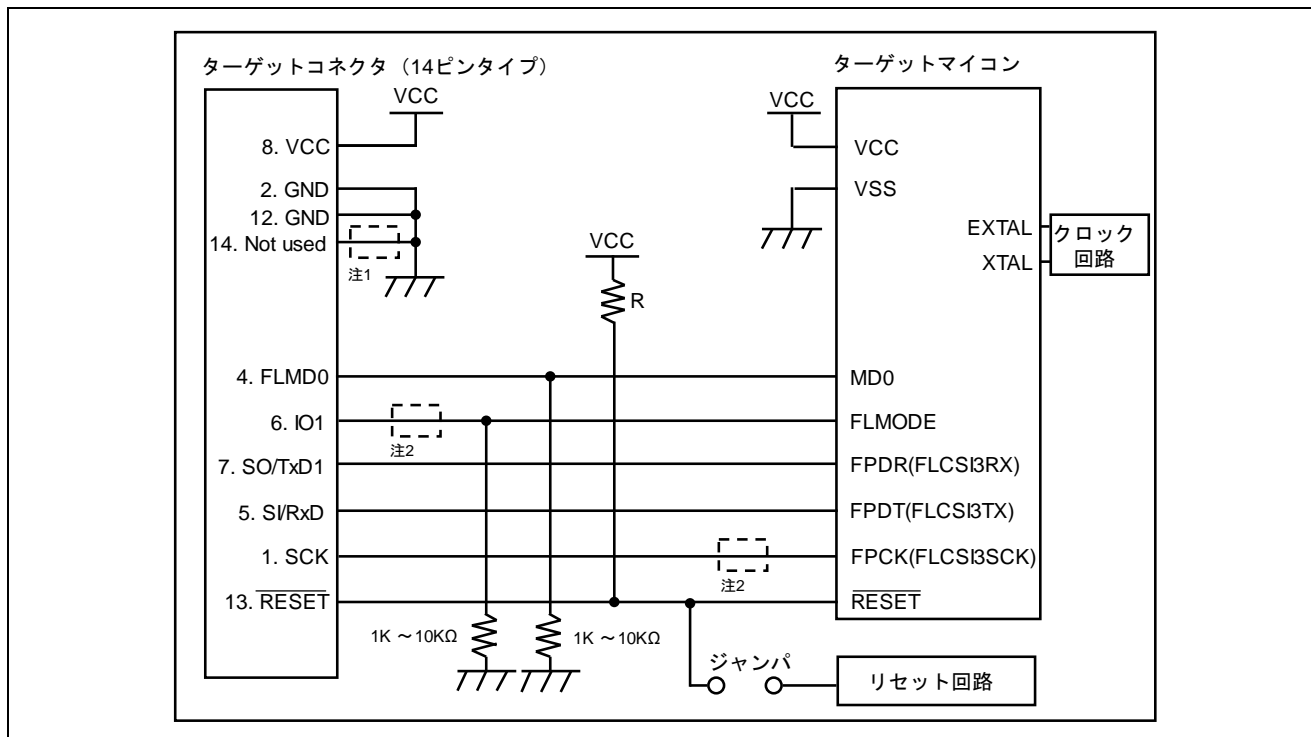 ターゲットコネクタ（14ピンタイプ）
VCC
8. VCC
2. GND
12. GND
14. Not used
注1
4. FLMD0
6. IO1
注2
7. SO/TxD1
5. SI/RxD
1. SCK
13. RESET
VCC
R
1K ～10KΩ
1K ～10KΩ
注2
ターゲットマイコン
VCC
VCC
VSS
EXTAL
XTAL
クロック
回路
MD0
FLMODE
FPDR(FLCSI3RX)
FPDT(FLCSI3TX)
FPCK(FLCSI3SCK)
RESET
ジャンパ
リセット回路